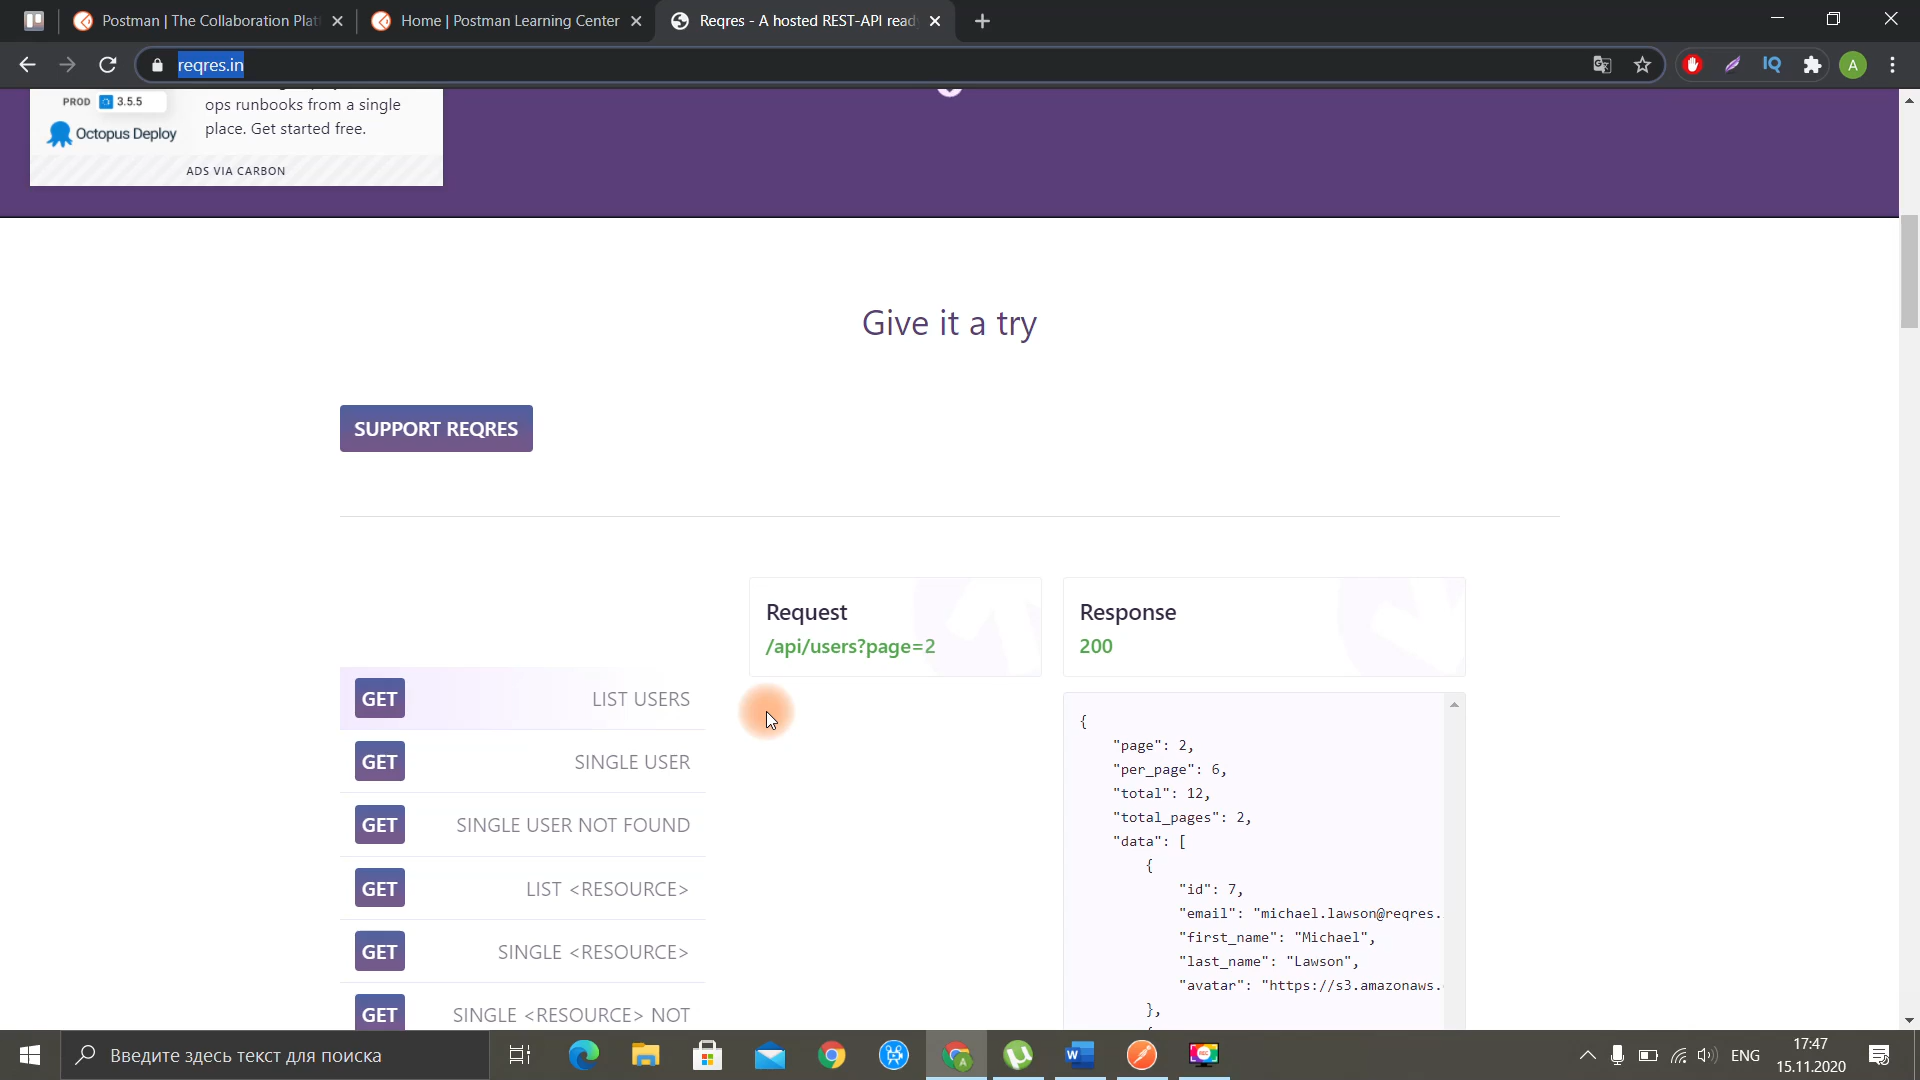 Postman | The Collaboration Plat
Home | Postman Learning Center
Reqres - A hosted REST-API read
reqres.in
IQ
A
PROD 3.5.5
Octopus Deploy
ops runbooks from a single
place. Get started free.
ADS VIA CARBON
Give it a try
SUPPORT REQRES
Request
/api/users?page=2
Response
200
GET LIST USERS
GET SINGLE USER
GET SINGLE USER NOT FOUND
GET LIST <RESOURCE>
GET SINGLE <RESOURCE>
GET SINGLE <RESOURCE> NOT
{
"page": 2,
"per_page": 6,
"total": 12,
"total_pages": 2,
"data": [
{
"id": 7,
"email": "michael.lawson@reqres.
"first_name": "Michael",
"last_name": "Lawson",
"avatar": "https://s3.amazonaws.
},
Введите здесь текст для поиска
ENG
17:47
15.11.2020